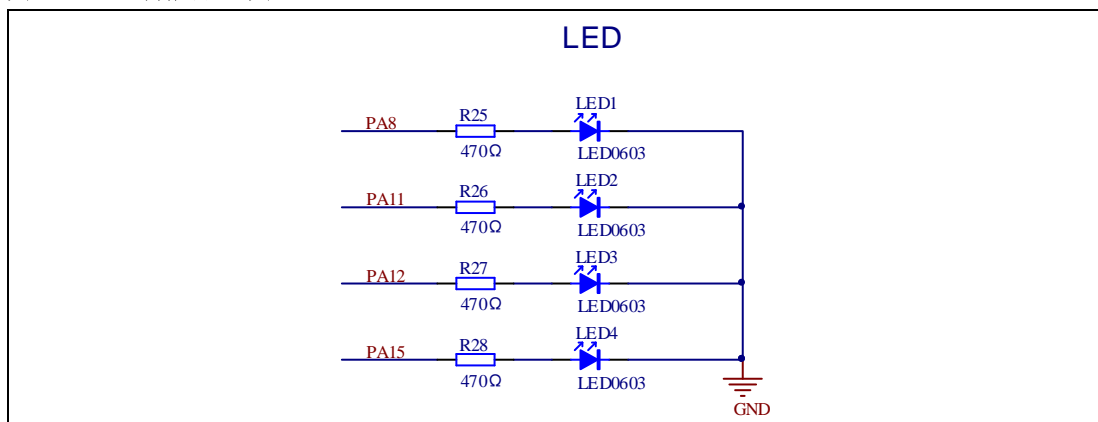 LED
LED1
PA8 R25
470Ω LED0603
LED2
PA11 R26
470Ω LED0603
LED3
PA12 R27
470Ω LED0603
LED4
PA15 R28
470Ω LED0603
GND